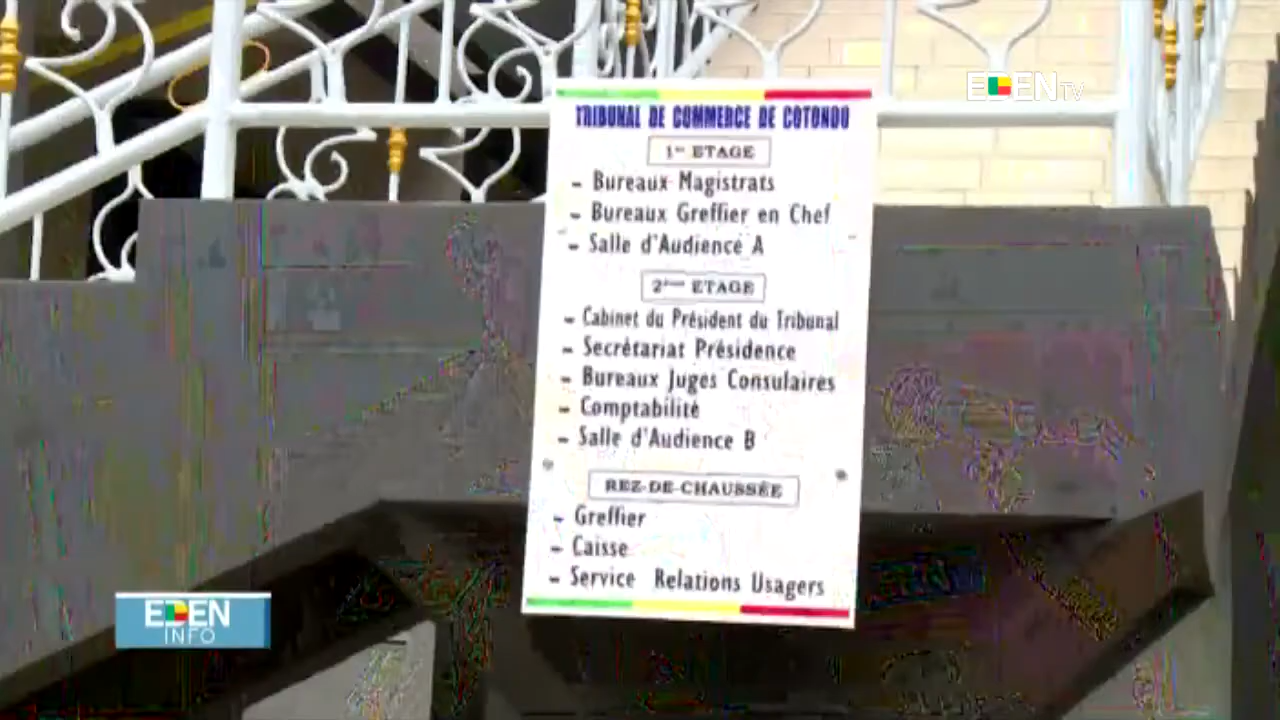 EDEN TV
TRIBUNAL DE COMMERCE DE COTONOU
1er ETAGE
- Bureaux Magistrats
- Bureaux Greffier en Chef
- Salle d'Audience A
2ème ETAGE
- Cabinet du Président du Tribunal
- Secrétariat Présidence
- Bureaux Juges Consulaires
- Comptabilité
- Salle d'Audience B
REZ-DE-CHAUSSÉE
- Greffier
- Caisse
- Service Relations Usagers
EDEN
INFO